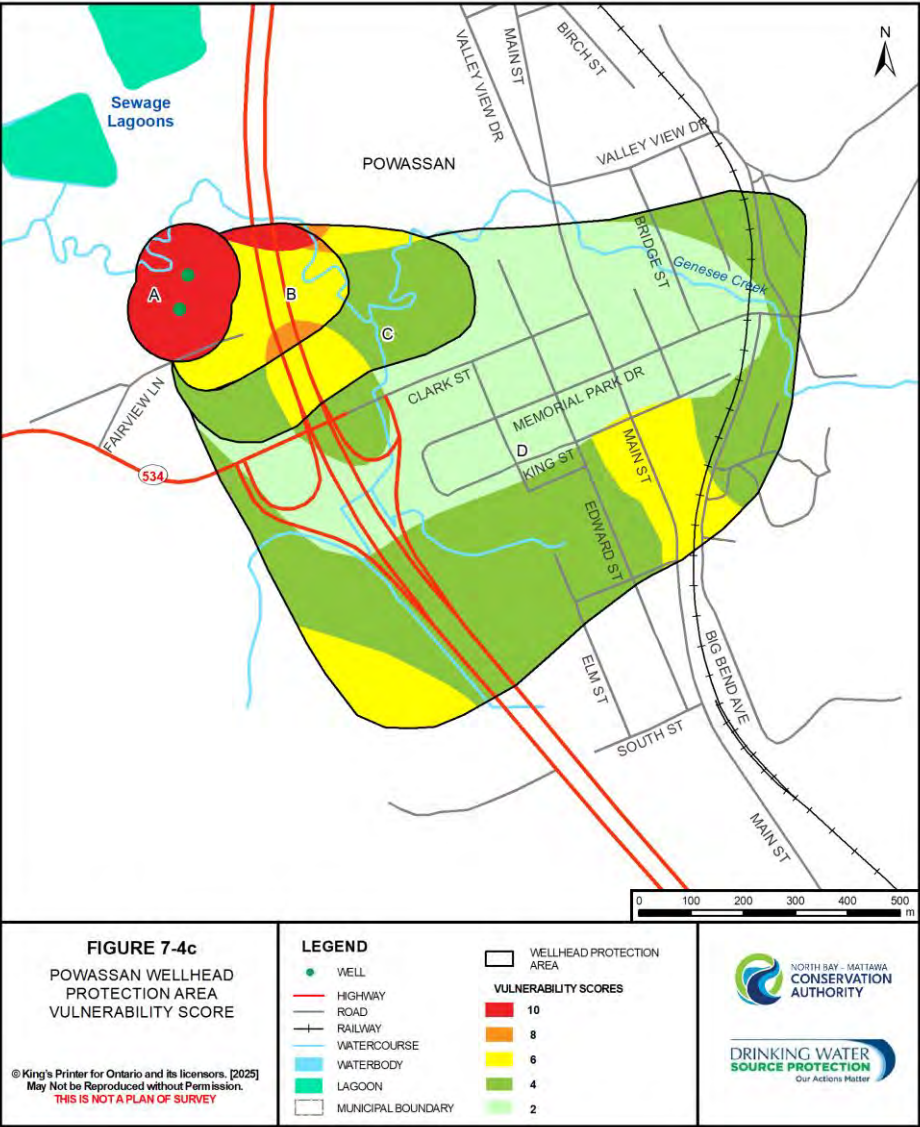 N
Sewage
Lagoons
POWASSAN
VALLEY VIEW DR
MAIN ST
BIRCH ST
VALLEY VIEW DR
BRIDGE ST
Genesee Creek
A
B
C
FAIRVIEW LN
534
CLARK ST
MEMORIAL PARK DR
D
KING ST
MAIN ST
EDWARD ST
ELM ST
SOUTH ST
BIG BEND AVE
MAIN ST
0 100 200 300 400 500
m
FIGURE 7-4c
POWASSAN WELLHEAD
PROTECTION AREA
VULNERABILITY SCORE
© King's Printer for Ontario and its licensors. [2025]
May Not be Reproduced without Permission.
THIS IS NOT A PLAN OF SURVEY
LEGEND
WELL
HIGHWAY
ROAD
RAILWAY
WATERCOURSE
WATERBODY
LAGOON
MUNICIPAL BOUNDARY
WELLHEAD PROTECTION
AREA
VULNERABILITY SCORES
10
8
6
4
2
NORTH BAY - MATTAWA
CONSERVATION
AUTHORITY
DRINKING WATER
SOURCE PROTECTION
Our Actions Matter